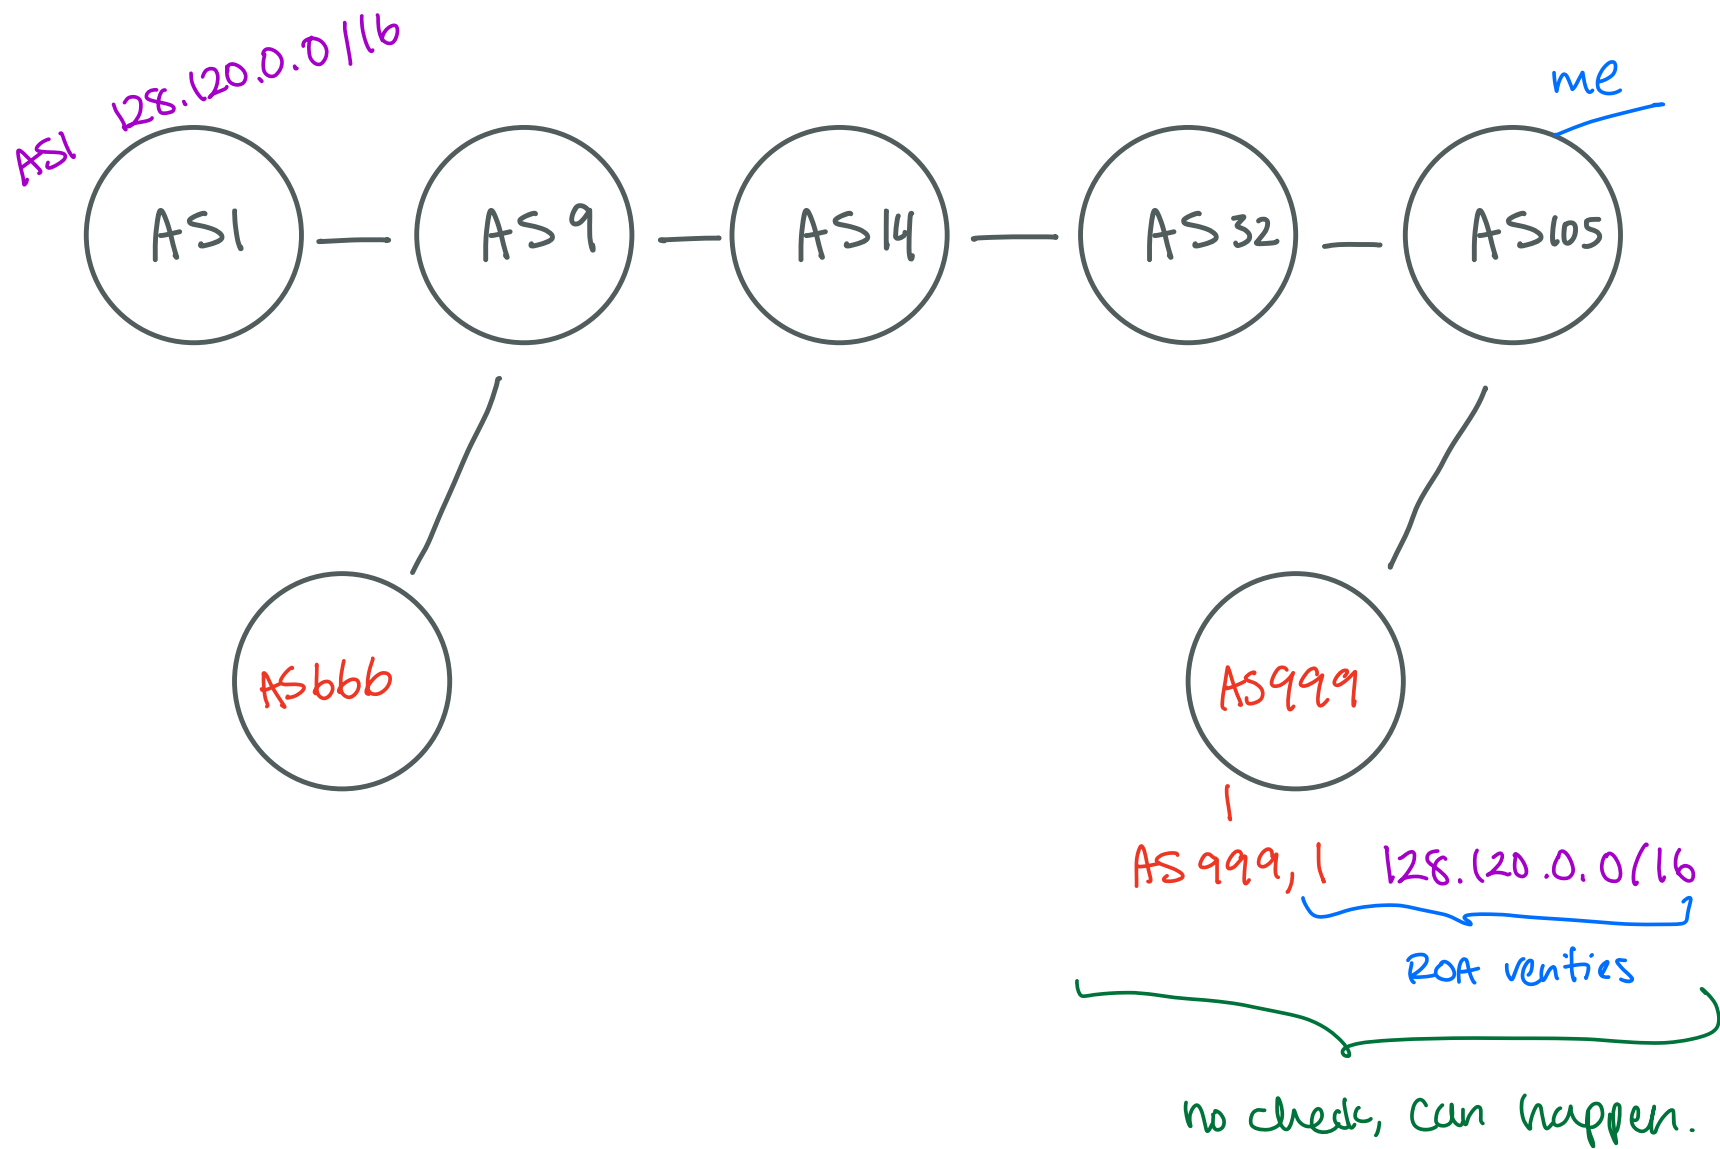 128.120.0.0/16
AS1
me
AS1
AS9
AS14
AS32
AS105
AS666
AS999
AS999, 1 128.120.0.0/16
ROA verifies
no check, can happen.